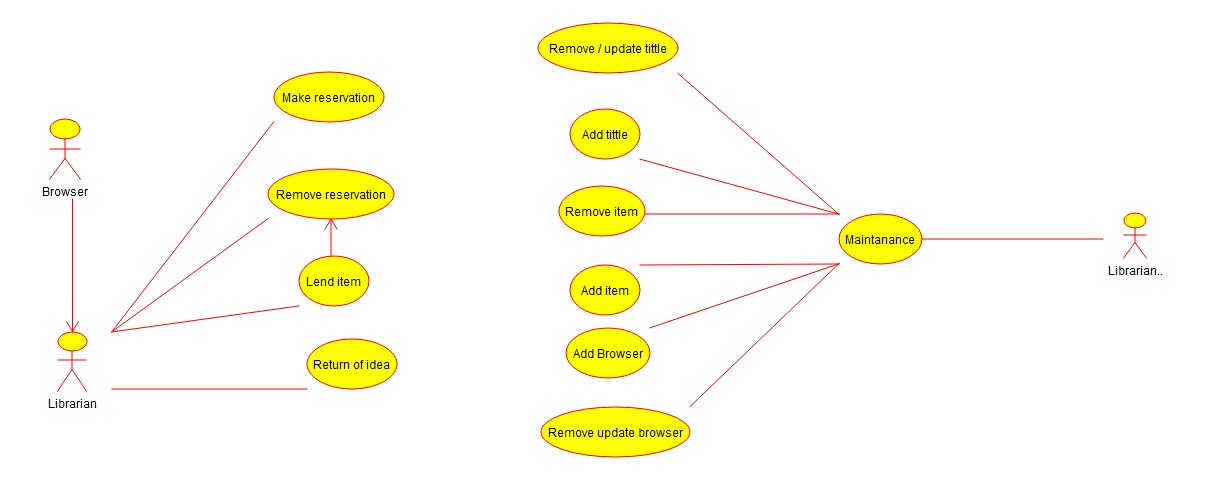 Remove / update tittle
Make reservation
Add tittle
Browser
Remove reservation
Remove item
Maintanance
Librarian..
Lend item
Add item
Add Browser
Return of idea
Librarian
Remove update browser